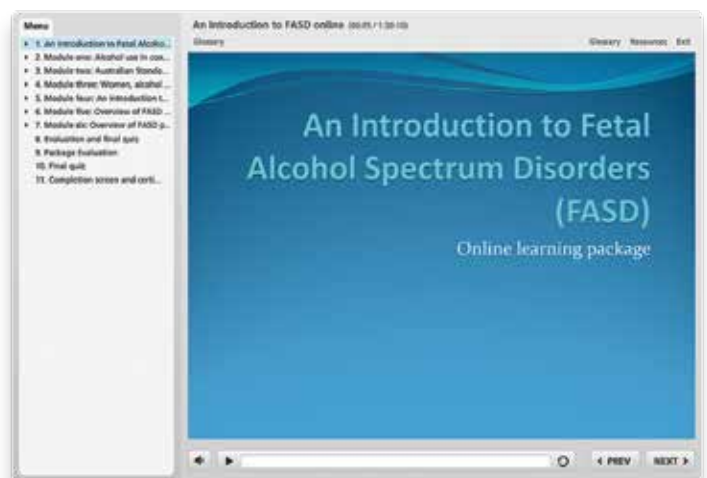 Menu
1. An Introduction to Fetal Alcoho...
2. Module one: Alcohol use in con...
3. Module two: Australian Standa...
4. Module three: Women, alcohol ...
5. Module four: An introduction t...
6. Module five: Overview of FASD ...
7. Module six: Overview of FASD p...
8. Evaluation and final quiz
9. Package Evaluation
10. Final quiz
11. Completion screen and certi...
An Introduction to FASD online
Glossary
Glossary Resources Exit
An Introduction to Fetal
Alcohol Spectrum Disorders
(FASD)
Online learning package
PREV
NEXT